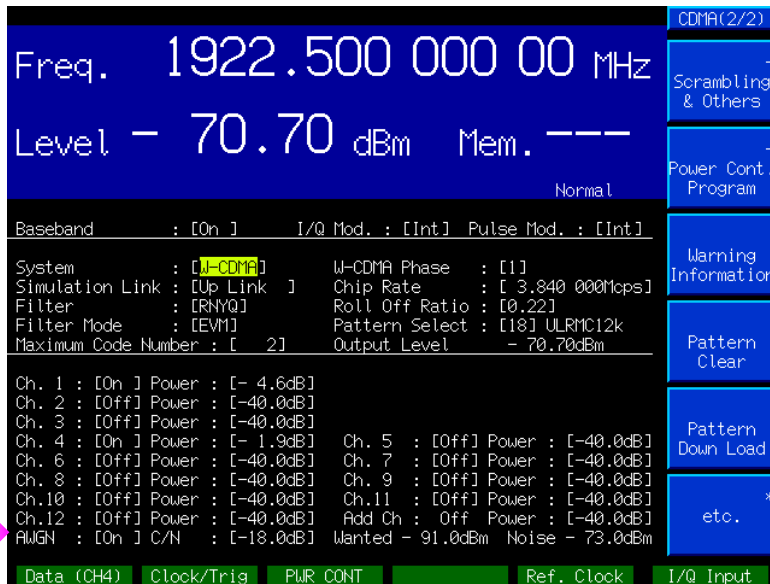 CDMA(2/2)
Freq. 1922.500 000 00 MHz
Level - 70.70 dBm Mem. ---
Normal
Scrambling
& Others
Power Cont.
Program
Warning
Information
Pattern
Clear
Pattern
Down Load
*
etc.
Baseband : [On ] I/Q Mod. : [Int] Pulse Mod. : [Int]
System : [W-CDMA] W-CDMA Phase : [1]
Simulation Link : [Up Link ] Chip Rate : [ 3.840 000Mcps]
Filter : [RNYQ] Roll Off Ratio : [0.22]
Filter Mode : [EVM] Pattern Select : [18] ULRMC12k
Maximum Code Number : [ 2] Output Level - 70.70dBm
Ch. 1 : [On ] Power : [- 4.6dB]
Ch. 2 : [Off] Power : [-40.0dB]
Ch. 3 : [Off] Power : [-40.0dB]
Ch. 4 : [On ] Power : [- 1.9dB] Ch. 5 : [Off] Power : [-40.0dB]
Ch. 6 : [Off] Power : [-40.0dB] Ch. 7 : [Off] Power : [-40.0dB]
Ch. 8 : [Off] Power : [-40.0dB] Ch. 9 : [Off] Power : [-40.0dB]
Ch.10 : [Off] Power : [-40.0dB] Ch.11 : [Off] Power : [-40.0dB]
Ch.12 : [Off] Power : [-40.0dB] Add Ch : Off Power : [-40.0dB]
AWGN : [On ] C/N : [-18.0dB] Wanted - 91.0dBm Noise - 73.0dBm
Data (CH4) Clock/Trig PWR CONT Ref. Clock I/Q Input